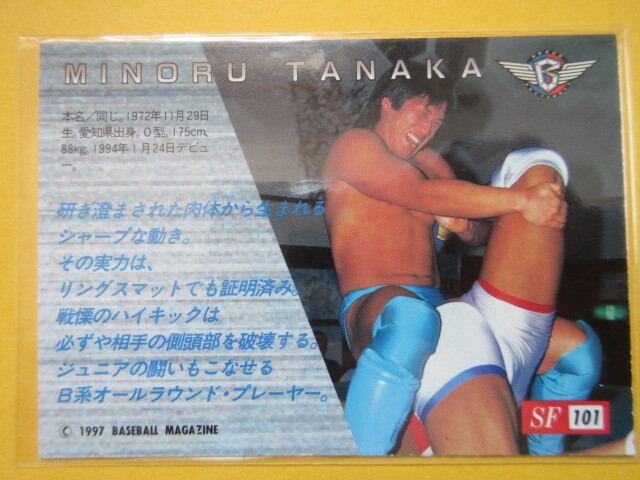 MINORU TANAKA
B
本名/同じ。1972年11月29日
生。愛知県出身。O型。175cm、
88kg。1994年1月24日デビュ
ー。
研ぎ澄まされた肉体から生まれる
シャープな動き。
その実力は、
リングスマットでも証明済み。
戦慄のハイキックは
必ずや相手の側頭部を破壊する。
ジュニアの闘いもこなせる
B系オールラウンド・プレーヤー。
SF 101
© 1997 BASEBALL MAGAZINE